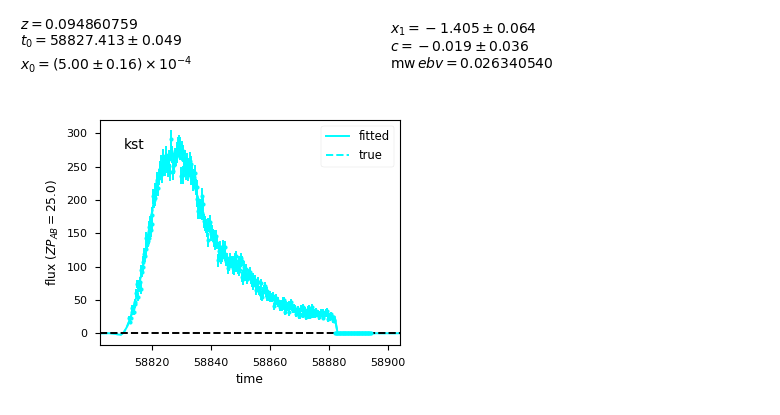 z = 0.094860759
t₀ = 58827.413 ± 0.049
x₀ = (5.00 ± 0.16) × 10⁻⁴
x₁ = −1.405 ± 0.064
c = −0.019 ± 0.036
mw ebv = 0.026340540
kst
fitted
true
300
250
200
150
100
50
0
flux (ZP_AB = 25.0)
58820 58840 58860 58880 58900
time